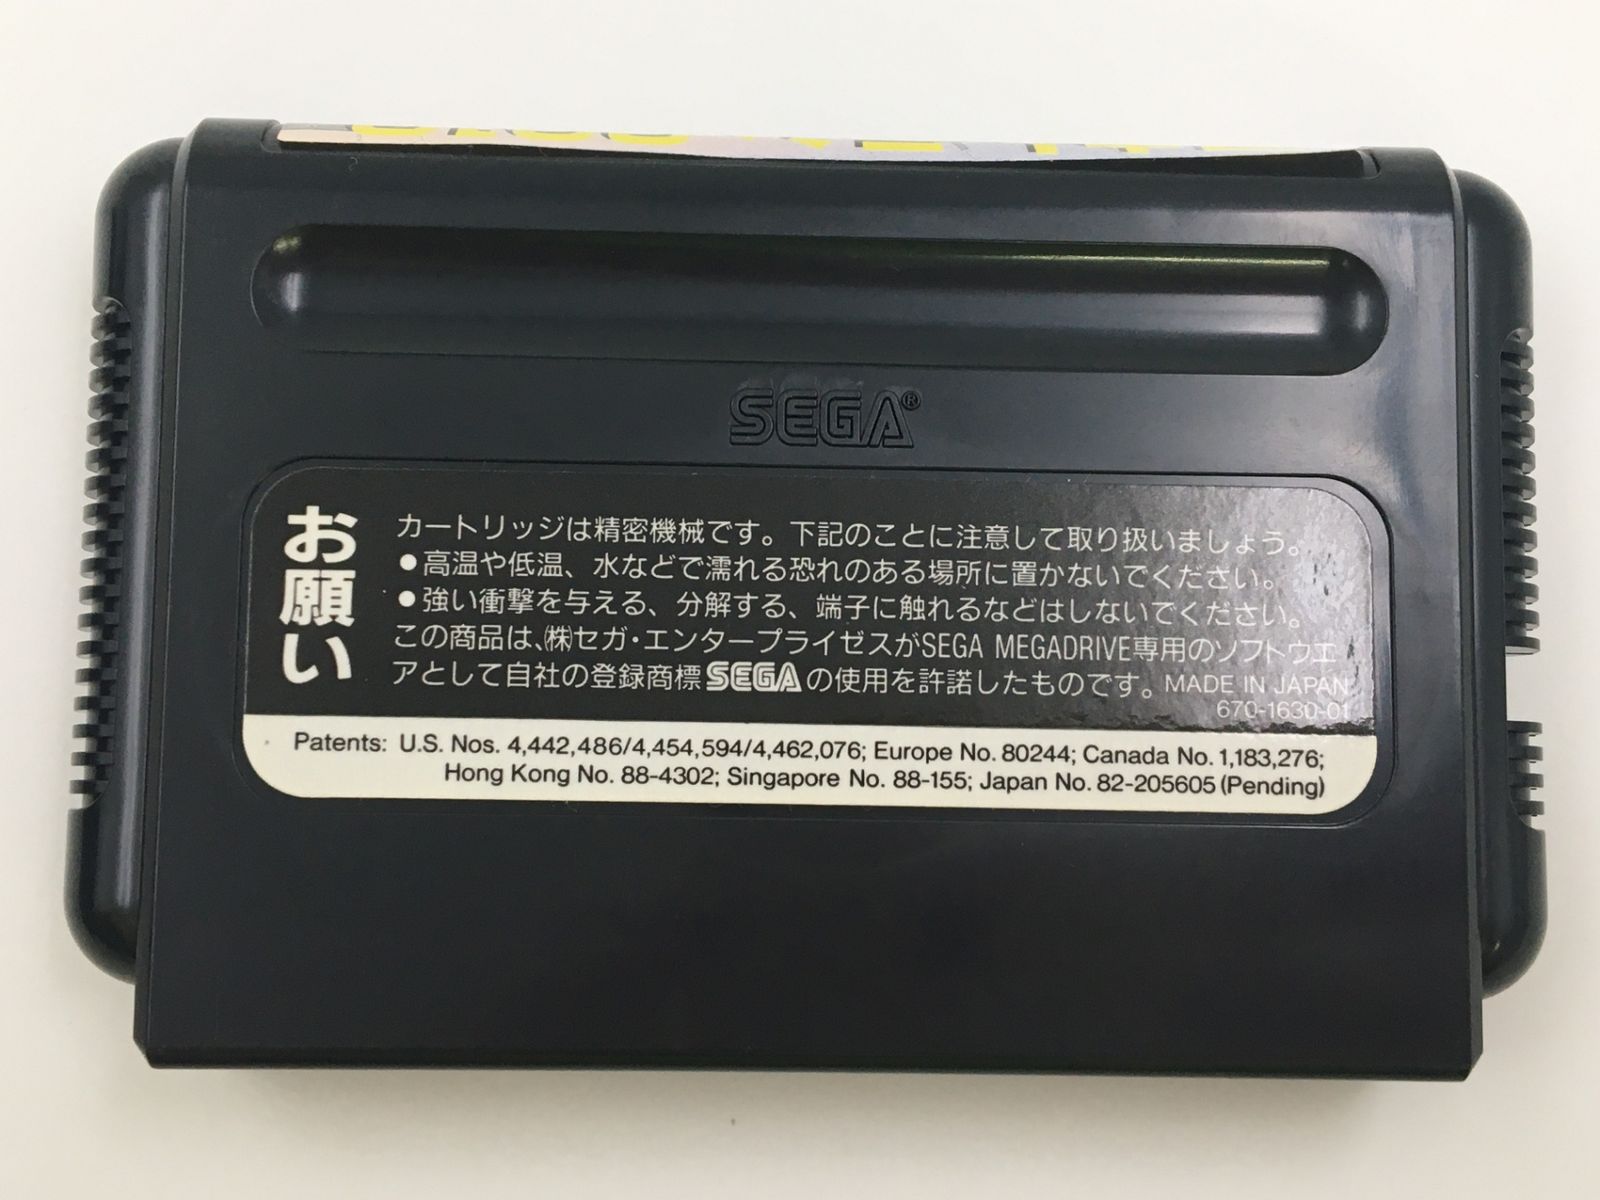 SEGA®
お願い
カートリッジは精密機械です。下記のことに注意して取り扱いましょう。
●高温や低温、水などで濡れる恐れのある場所に置かないでください。
●強い衝撃を与える、分解する、端子に触れるなどはしないでください。
この商品は、㈱セガ・エンタープライゼスがSEGA MEGADRIVE専用のソフトウエ
アとして自社の登録商標SEGAの使用を許諾したものです。MADE IN JAPAN
670-1630-01
Patents: U.S. Nos. 4,442,486/4,454,594/4,462,076; Europe No. 80244; Canada No. 1,183,276;
Hong Kong No. 88-4302; Singapore No. 88-155; Japan No. 82-205605 (Pending)